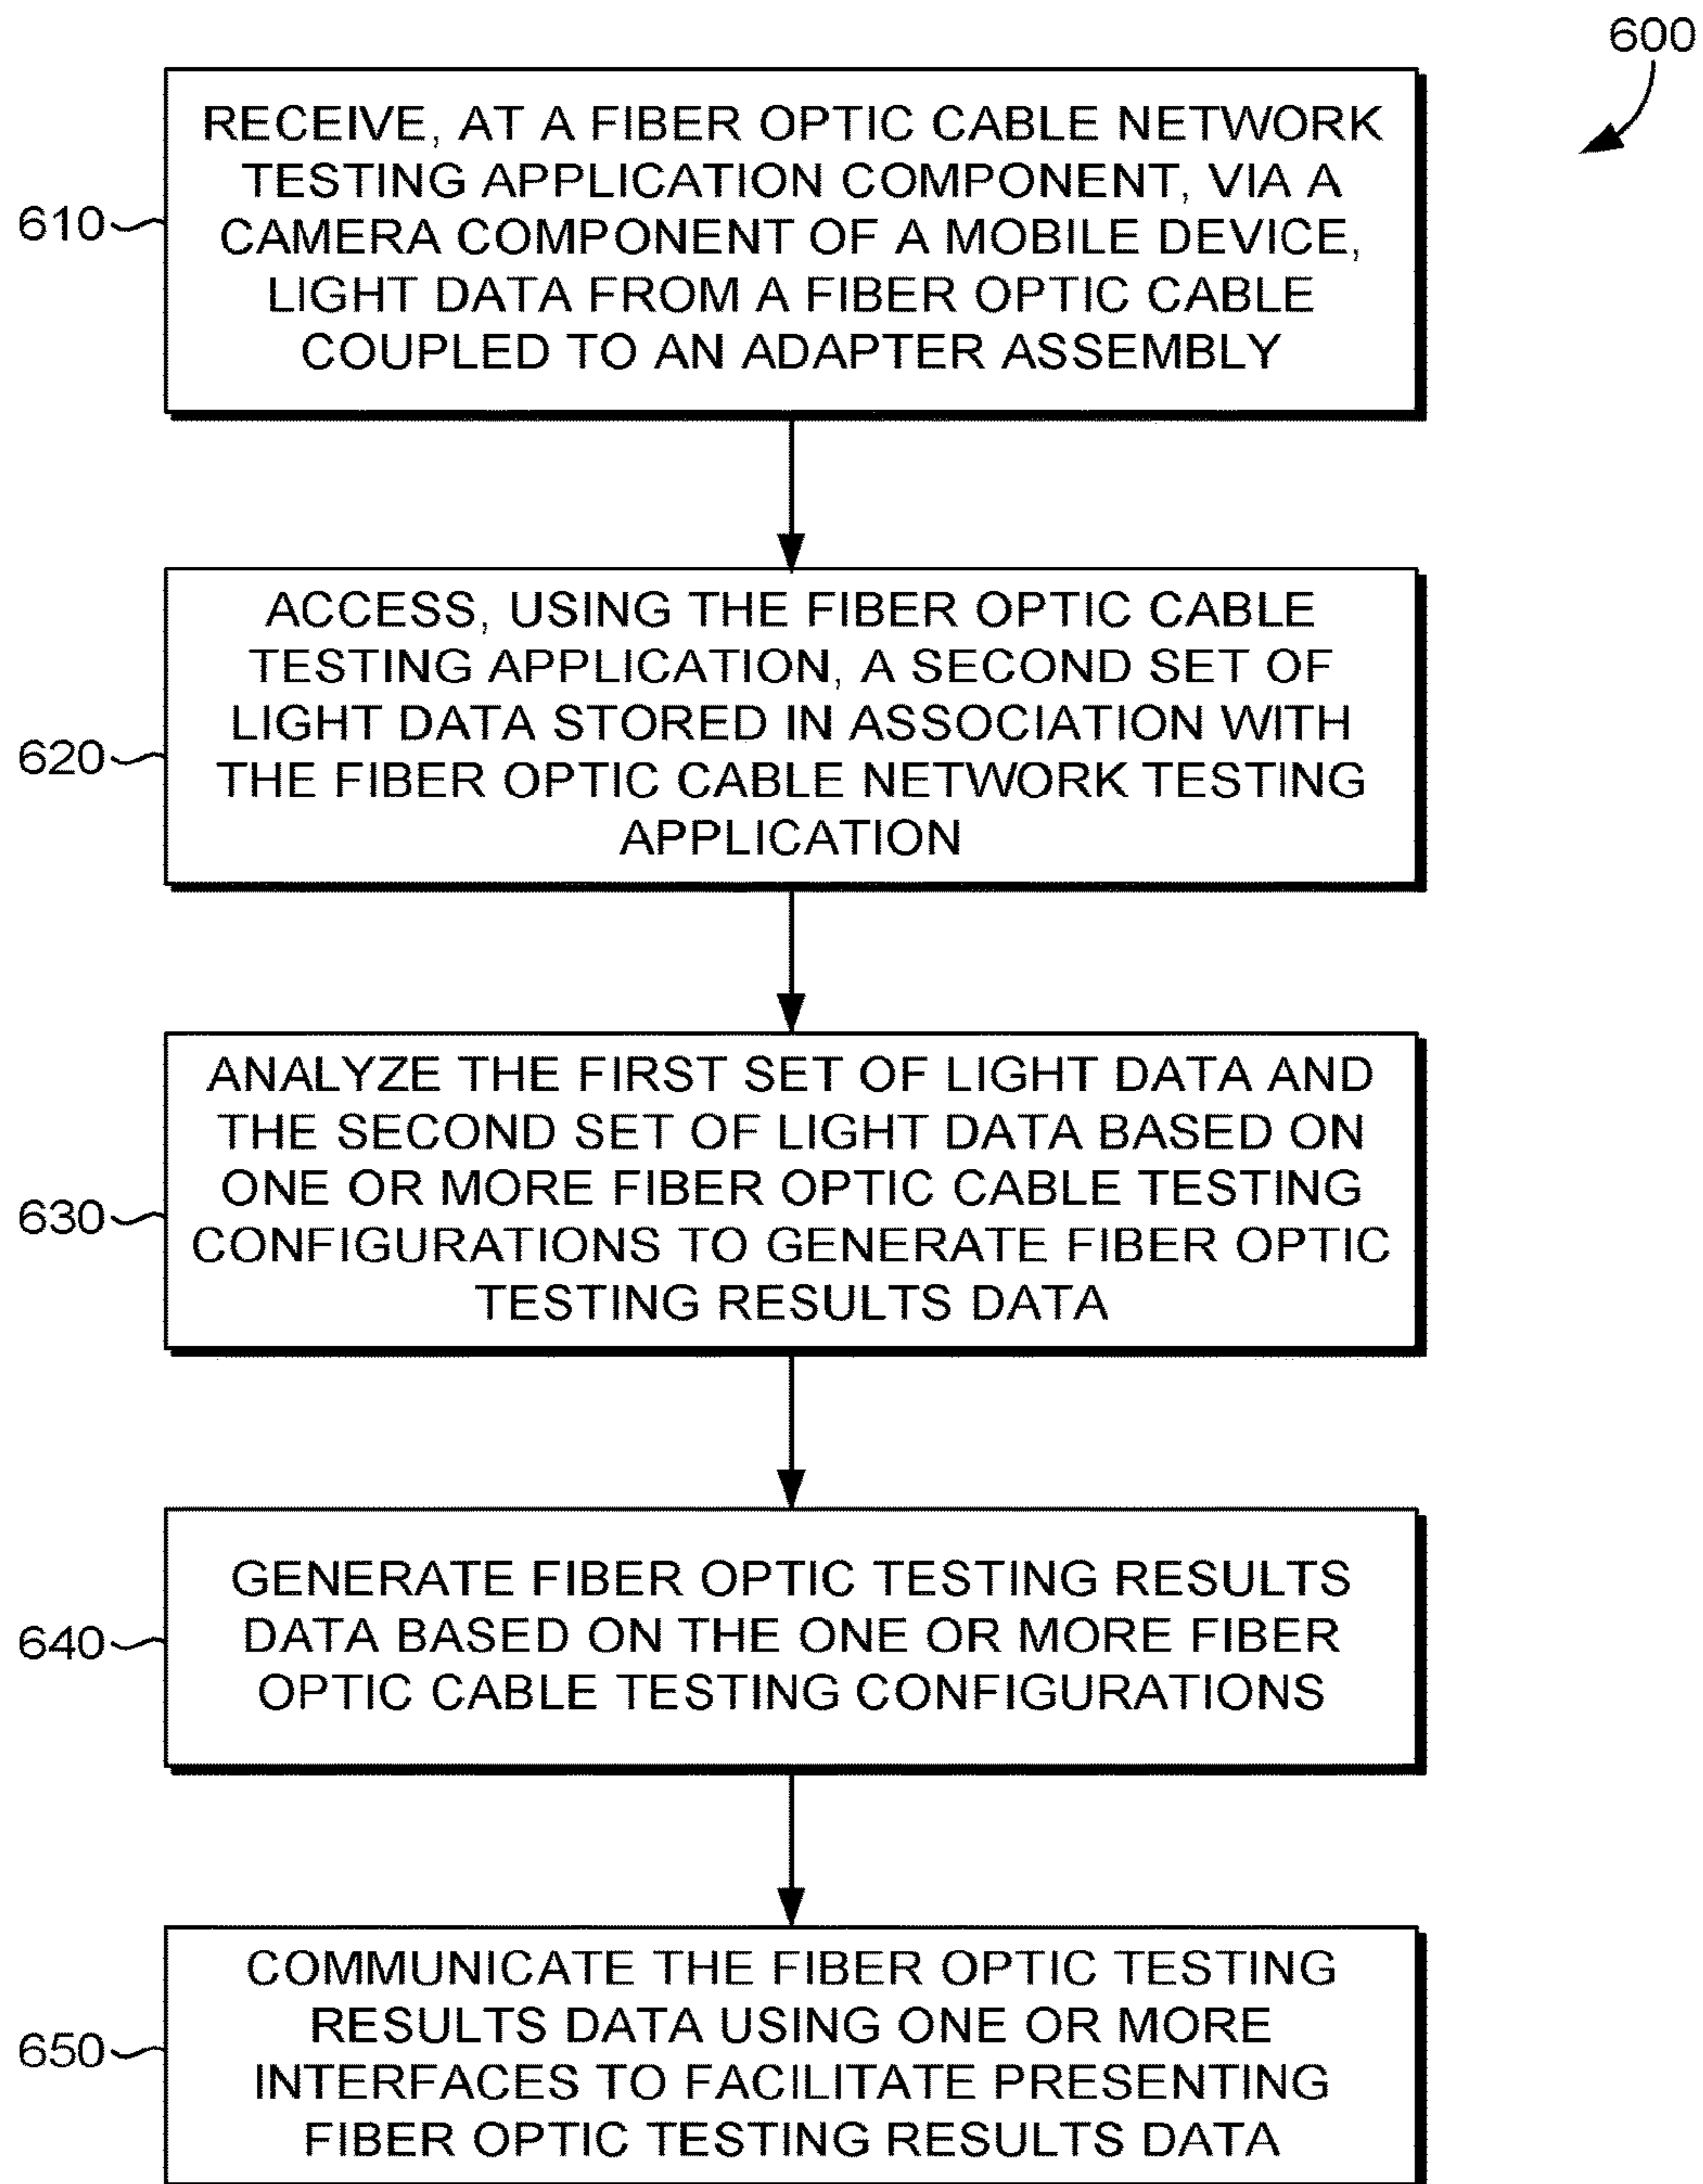 600
RECEIVE, AT A FIBER OPTIC CABLE NETWORK
TESTING APPLICATION COMPONENT, VIA A
CAMERA COMPONENT OF A MOBILE DEVICE,
LIGHT DATA FROM A FIBER OPTIC CABLE
COUPLED TO AN ADAPTER ASSEMBLY
610
ACCESS, USING THE FIBER OPTIC CABLE
TESTING APPLICATION, A SECOND SET OF
LIGHT DATA STORED IN ASSOCIATION WITH
THE FIBER OPTIC CABLE NETWORK TESTING
APPLICATION
620
ANALYZE THE FIRST SET OF LIGHT DATA AND
THE SECOND SET OF LIGHT DATA BASED ON
ONE OR MORE FIBER OPTIC CABLE TESTING
CONFIGURATIONS TO GENERATE FIBER OPTIC
TESTING RESULTS DATA
630
GENERATE FIBER OPTIC TESTING RESULTS
DATA BASED ON THE ONE OR MORE FIBER
OPTIC CABLE TESTING CONFIGURATIONS
640
COMMUNICATE THE FIBER OPTIC TESTING
RESULTS DATA USING ONE OR MORE
INTERFACES TO FACILITATE PRESENTING
FIBER OPTIC TESTING RESULTS DATA
650